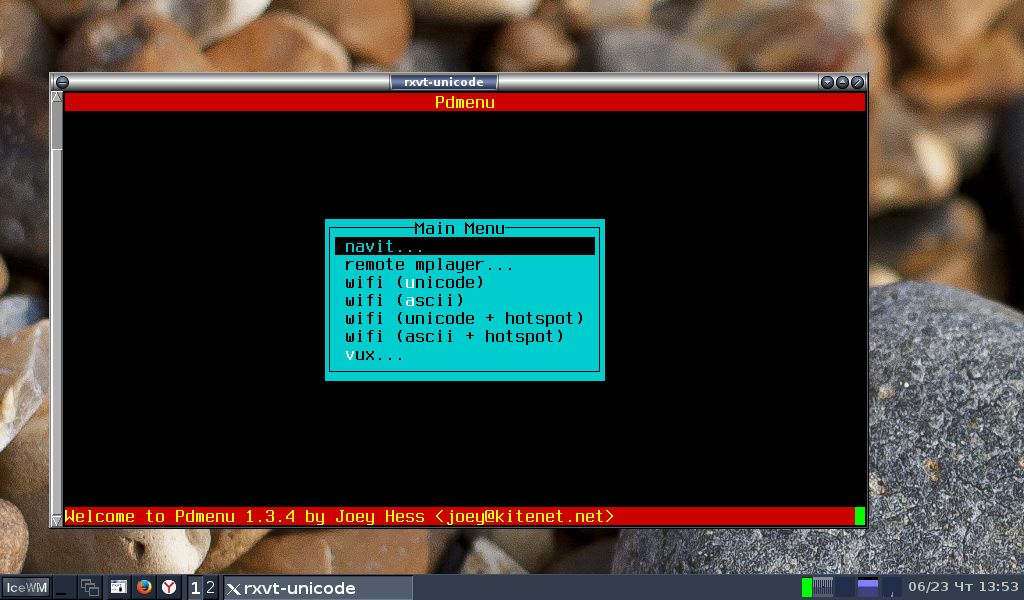 rxvt-unicode
Pdmenu
Main Menu
navit...
remote mplayer...
wifi (unicode)
wifi (ascii)
wifi (unicode + hotspot)
wifi (ascii + hotspot)
vux...
Welcome to Pdmenu 1.3.4 by Joey Hess <joey@kitenet.net>
IceWM 1 2 rxvt-unicode 06/23 Чт 13:53